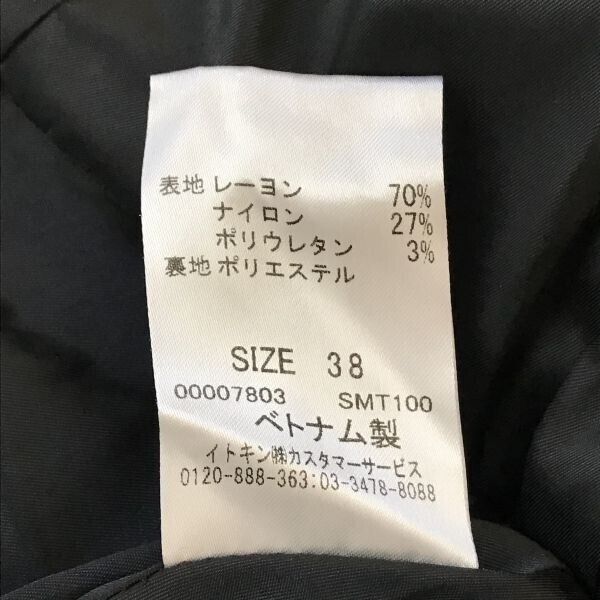 表地 レーヨン 70%
ナイロン 27%
ポリウレタン 3%
裏地 ポリエステル
SIZE 38
00007803 SMT100
ベトナム製
イトキン㈱カスタマーサービス
0120-888-363:03-3478-8088